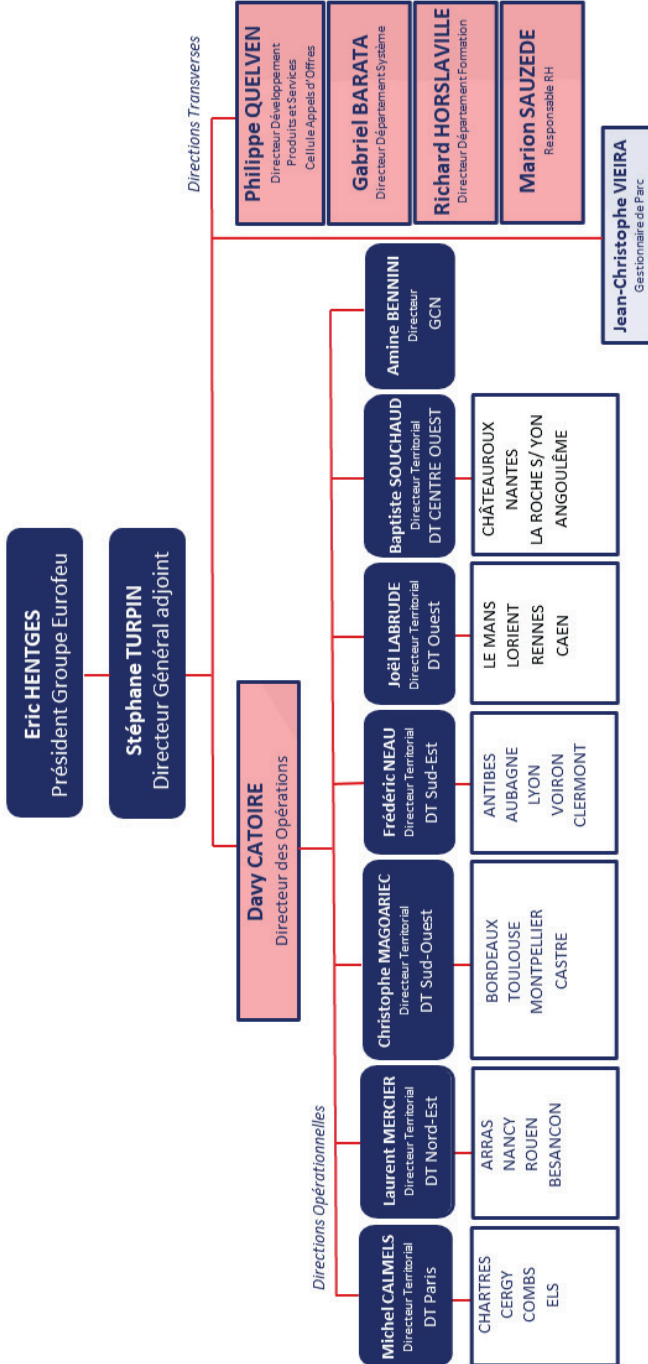 Eric HENTGES
Président Groupe Eurofeu
Stéphane TURPIN
Directeur Général adjoint
Directions Transverses
Philippe QUELVEN
Directeur Développement
Produits et Services
Cellule Appels d'Offres
Gabriel BARATA
Directeur Département Système
Richard HORSLAVILLE
Directeur Département Formation
Marion SAUZEDE
Responsable RH
Jean-Christophe VIEIRA
Gestionnaire de Parc
Davy CATOIRE
Directeur des Opérations
Directions Opérationnelles
Michel CALMELS
Directeur Territorial
DT Paris
CHARTRES
CERGY
COMBS
ELS
Laurent MERCIER
Directeur Territorial
DT Nord-Est
ARRAS
NANCY
ROUEN
BESANCON
Christophe MAGOARIEC
Directeur Territorial
DT Sud-Ouest
BORDEAUX
TOULOUSE
MONTPELLIER
CASTRE
Frédéric NEAU
Directeur Territorial
DT Sud-Est
ANTIBES
AUBAGNE
LYON
VOIRON
CLERMONT
Joël LABRUDE
Directeur Territorial
DT Ouest
LE MANS
LORIENT
RENNES
CAEN
Baptiste SOUCHAUD
Directeur Territorial
DT CENTRE OUEST
CHÂTEAUROUX
NANTES
LA ROCHE S/ YON
ANGOULÊME
Amine BENNINI
Directeur
GCN